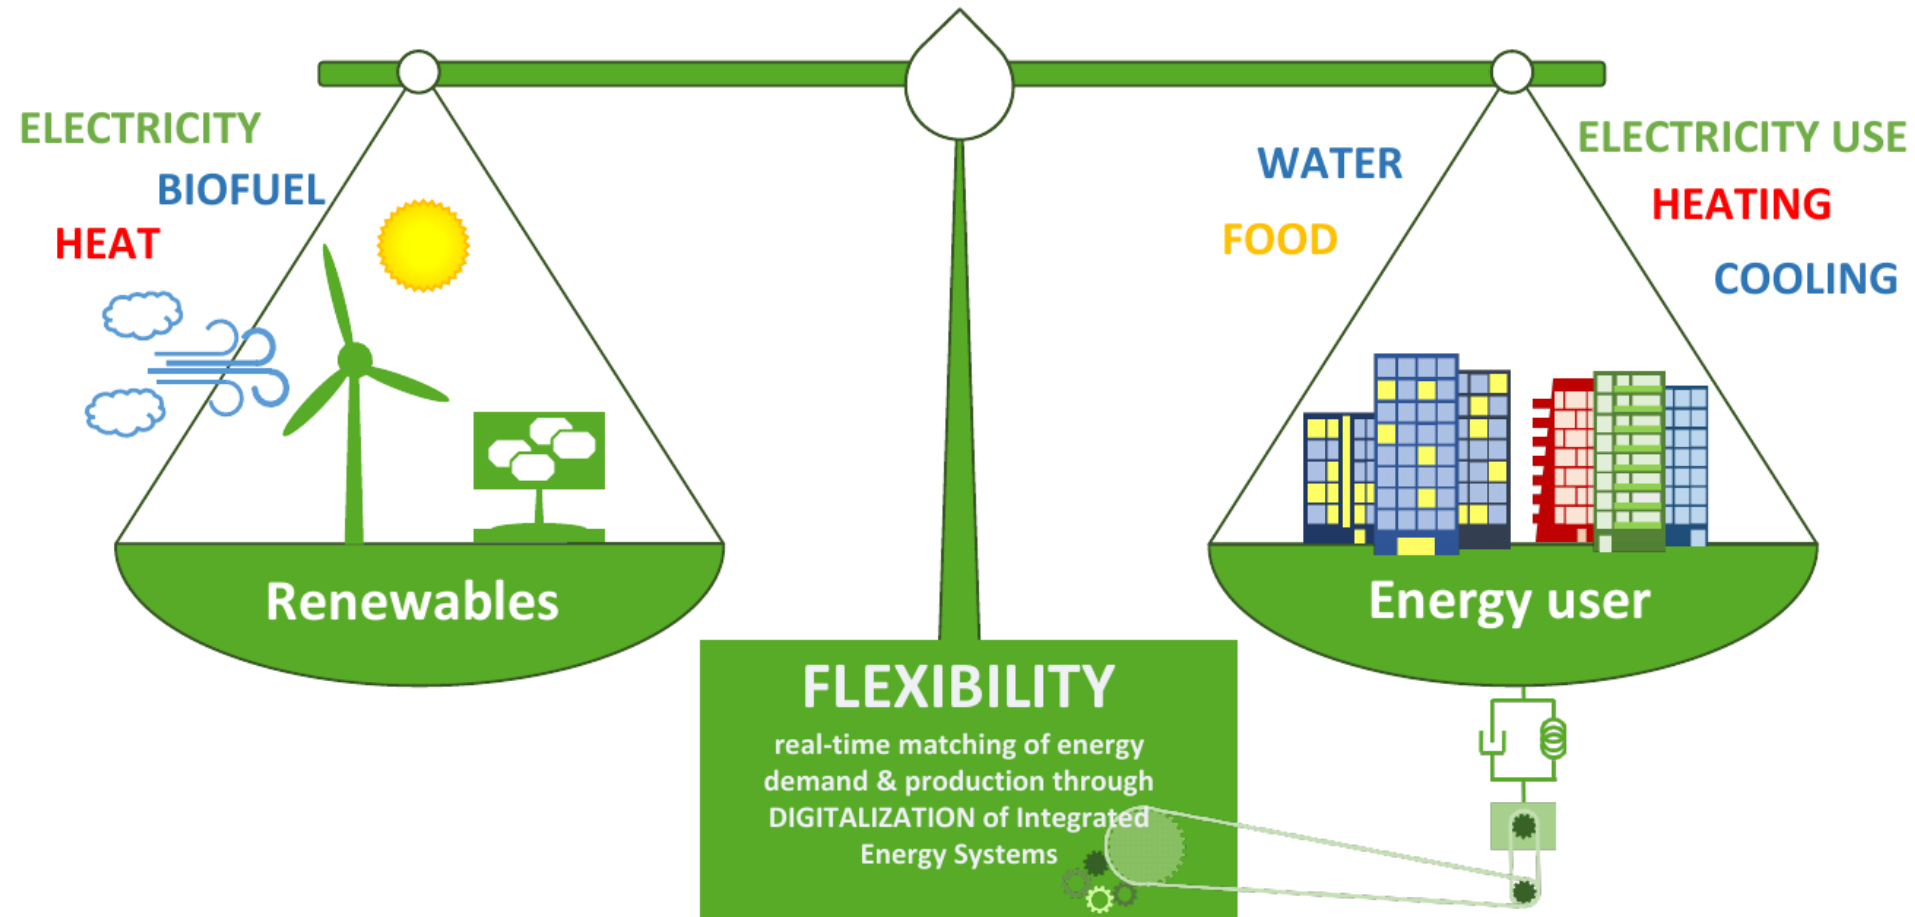 ELECTRICITY
BIOFUEL
HEAT
WATER
FOOD
ELECTRICITY USE
HEATING
COOLING
Renewables
Energy user
FLEXIBILITY
real-time matching of energy
demand & production through
DIGITALIZATION of Integrated
Energy Systems